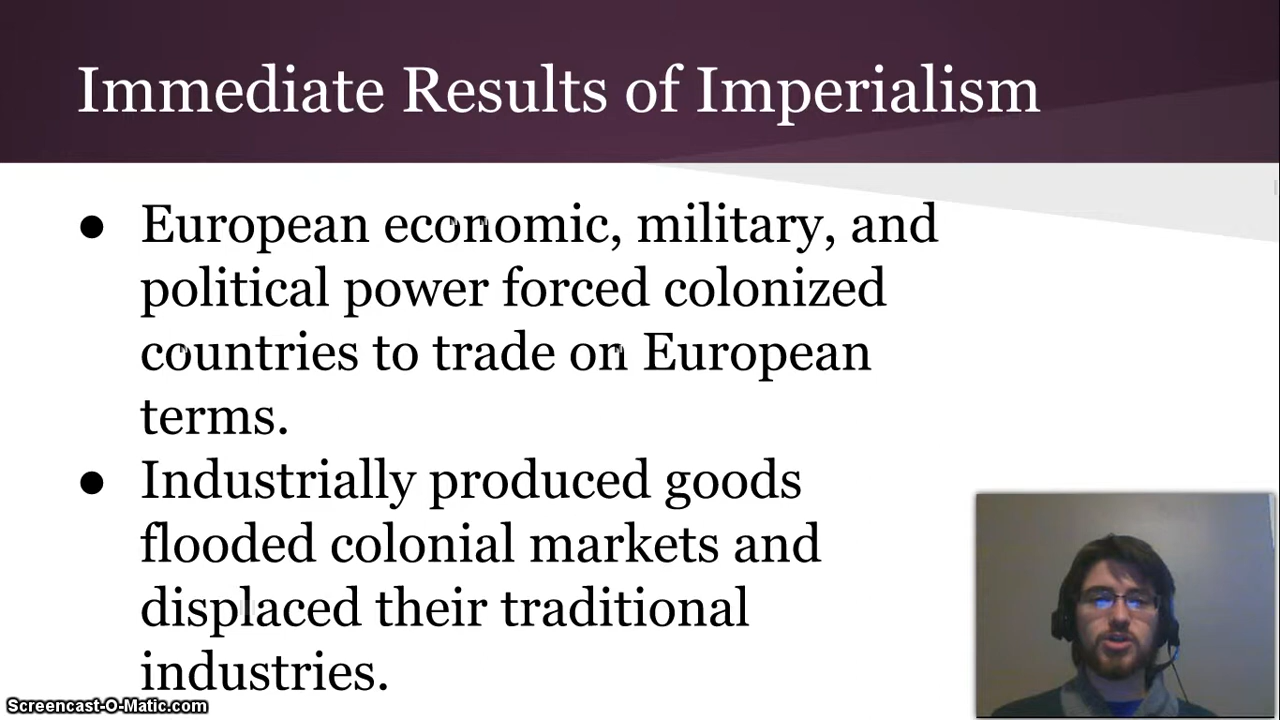 Immediate Results of Imperialism
● European economic, military, and
political power forced colonized
countries to trade on European
terms.
● Industrially produced goods
flooded colonial markets and
displaced their traditional
industries.
Screencast-O-Matic.com